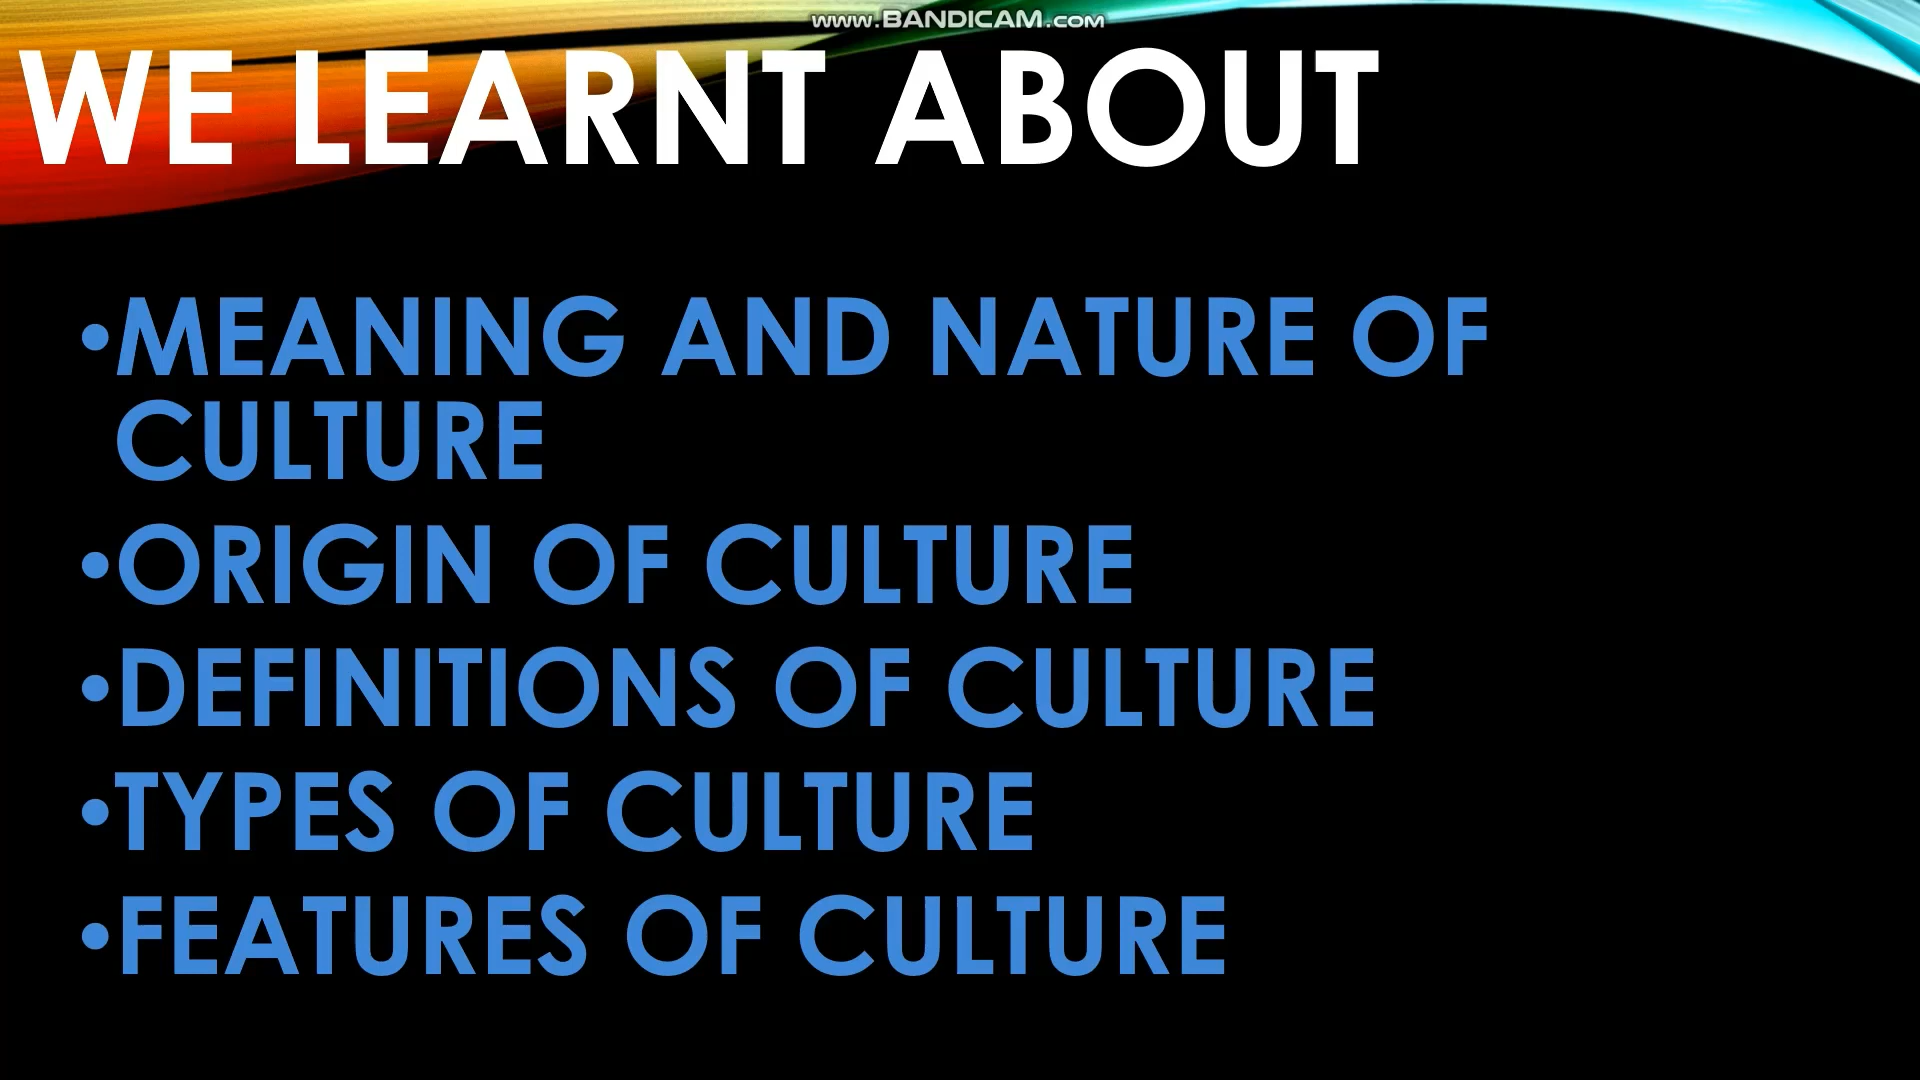 www.BANDICAM.com
WE LEARNT ABOUT
•MEANING AND NATURE OF
CULTURE
•ORIGIN OF CULTURE
•DEFINITIONS OF CULTURE
•TYPES OF CULTURE
•FEATURES OF CULTURE